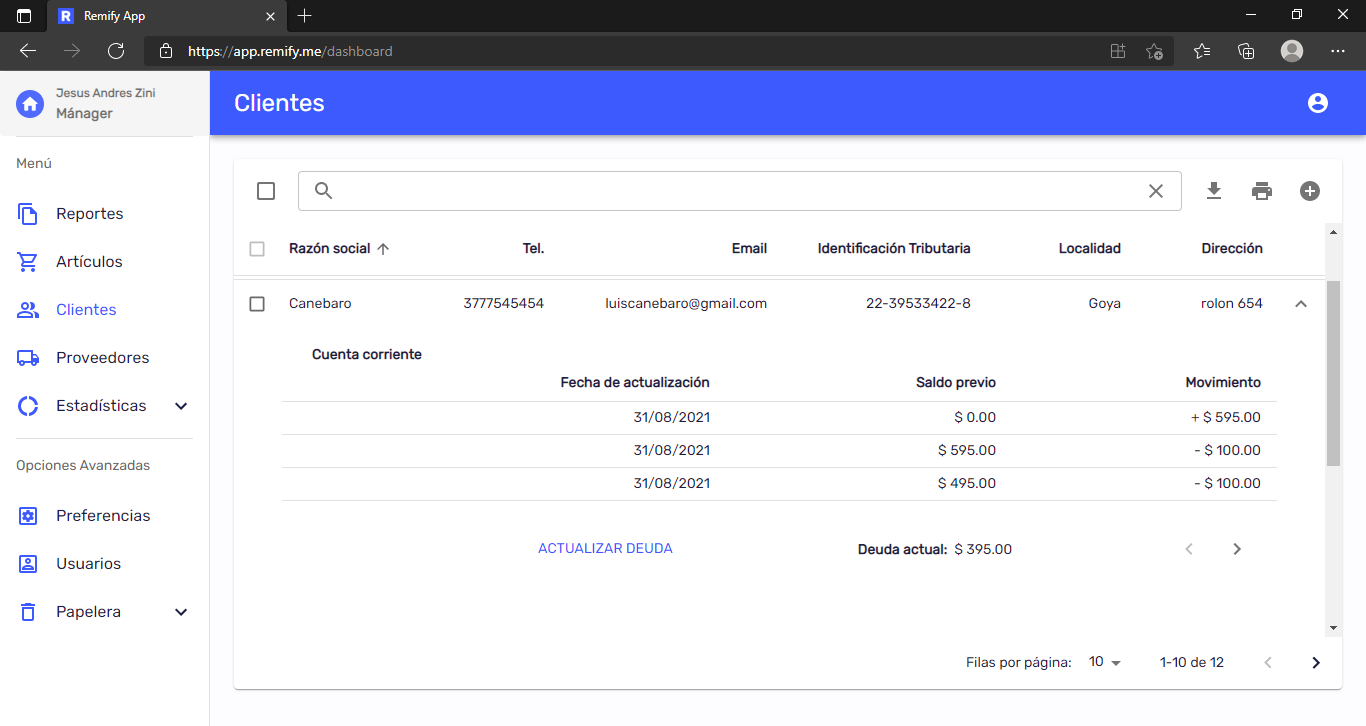 R Remify App
https://app.remify.me/dashboard
Jesus Andres Zini
Mánager
Clientes
Menú
Reportes
Artículos
Clientes
Proveedores
Estadísticas
Opciones Avanzadas
Preferencias
Usuarios
Papelera
Razón social Tel. Email Identificación Tributaria Localidad Dirección
Canebaro 3777545454 luiscanebaro@gmail.com 22-39533422-8 Goya rolon 654
Cuenta corriente
Fecha de actualización Saldo previo Movimiento
31/08/2021 $ 0.00 + $ 595.00
31/08/2021 $ 595.00 - $ 100.00
31/08/2021 $ 495.00 - $ 100.00
ACTUALIZAR DEUDA Deuda actual: $ 395.00
Filas por página: 10 1-10 de 12